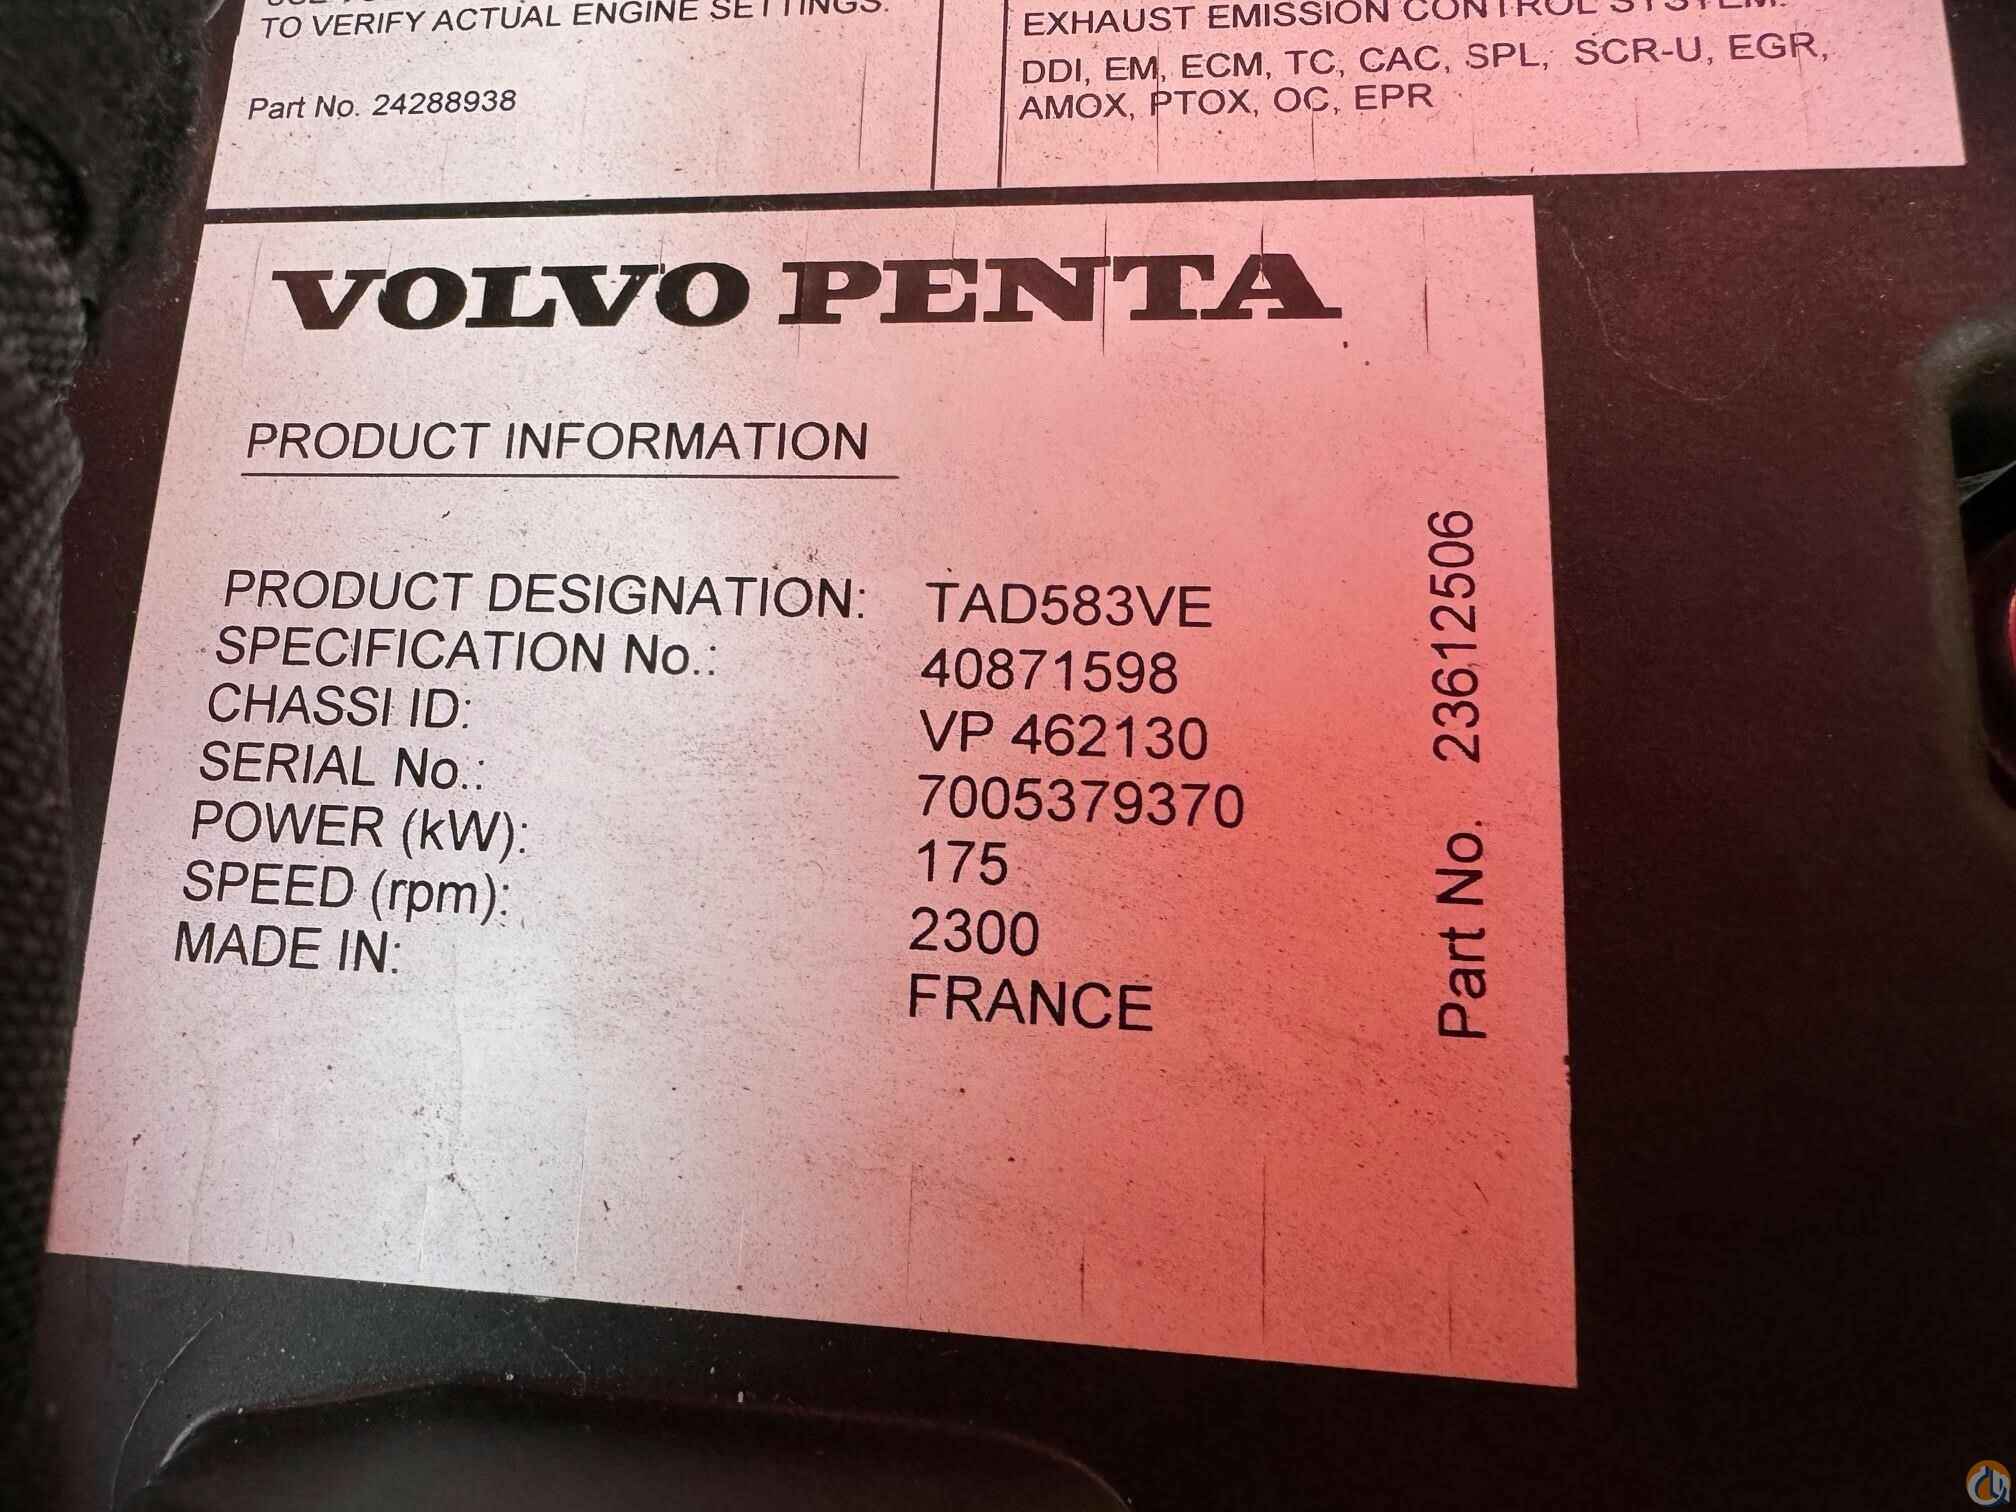 TO VERIFY ACTUAL ENGINE SETTINGS.
Part No. 24288938
EXHAUST EMISSION CONTROL SYSTEM:
DDI, EM, ECM, TC, CAC, SPL, SCR-U, EGR,
AMOX, PTOX, OC, EPR
VOLVO PENTA
PRODUCT INFORMATION
PRODUCT DESIGNATION: TAD583VE
SPECIFICATION No.: 40871598
CHASSI ID: VP 462130
SERIAL No.: 7005379370
POWER (kW): 175
SPEED (rpm): 2300
MADE IN: FRANCE
Part No. 23612506